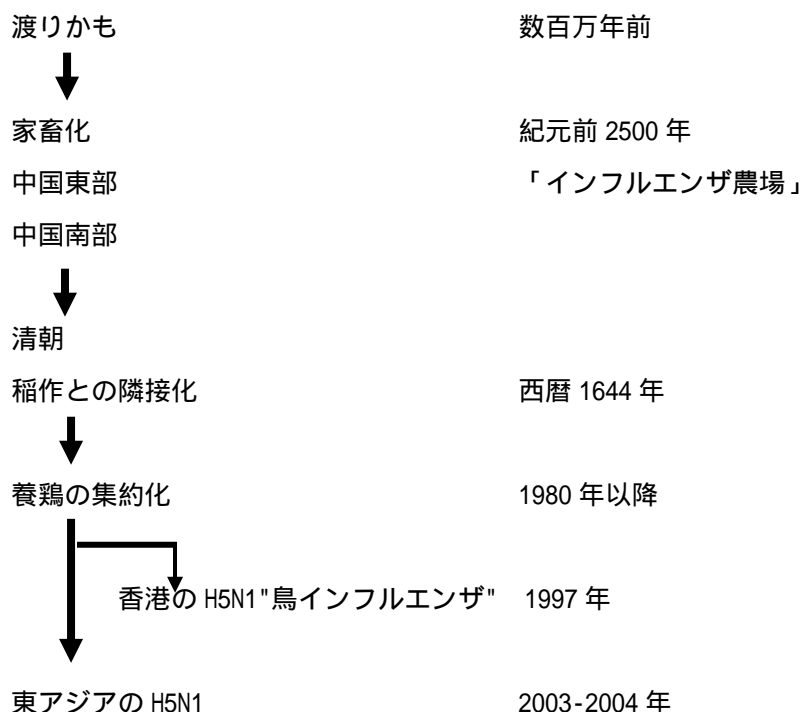 渡りかも 数百万年前
家畜化 紀元前 2500 年
中国東部 「インフルエンザ農場」
中国南部
清朝
稲作との隣接化 西暦 1644 年
養鶏の集約化 1980 年以降
香港の H5N1"鳥インフルエンザ" 1997 年
東アジアの H5N1 2003-2004 年